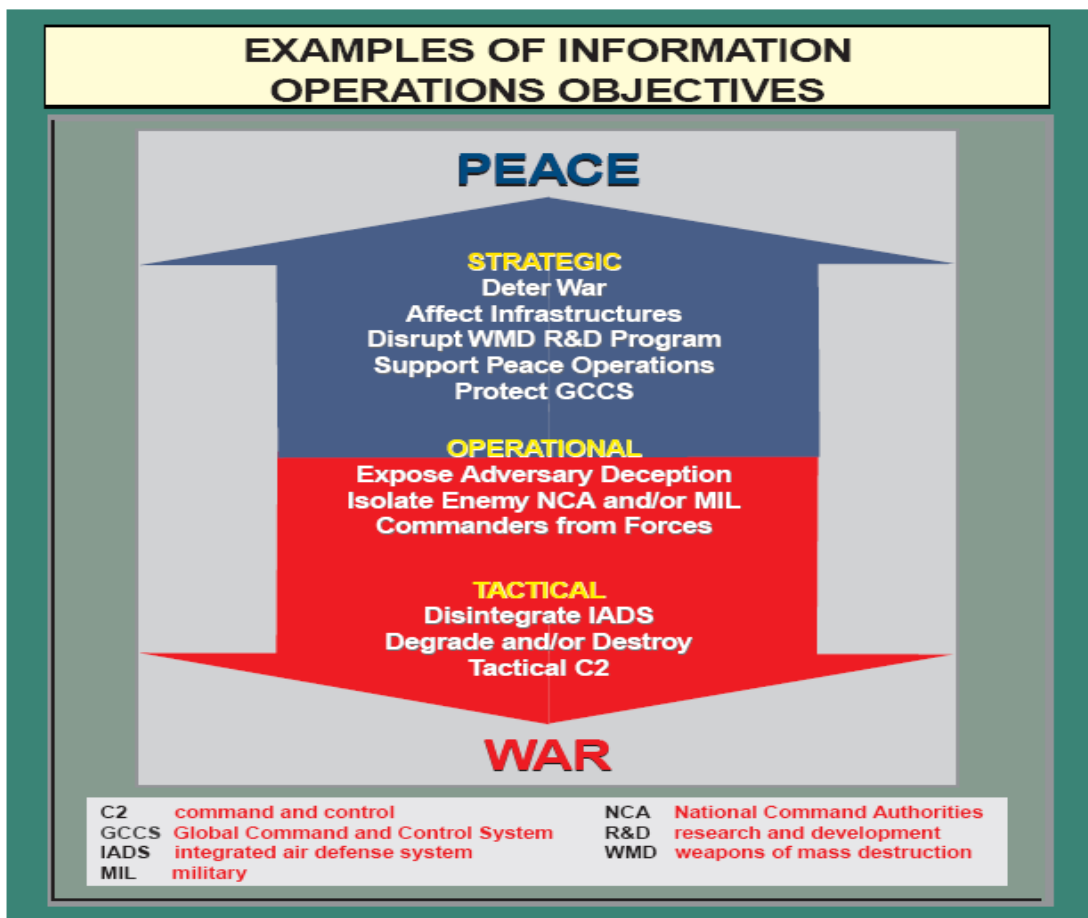 EXAMPLES OF INFORMATION
OPERATIONS OBJECTIVES
PEACE
STRATEGIC
Deter War
Affect Infrastructures
Disrupt WMD R&D Program
Support Peace Operations
Protect GCCS
OPERATIONAL
Expose Adversary Deception
Isolate Enemy NCA and/or MIL
Commanders from Forces
TACTICAL
Disintegrate IADS
Degrade and/or Destroy
Tactical C2
WAR
C2 command and control
GCCS Global Command and Control System
IADS integrated air defense system
MIL military
NCA National Command Authorities
R&D research and development
WMD weapons of mass destruction